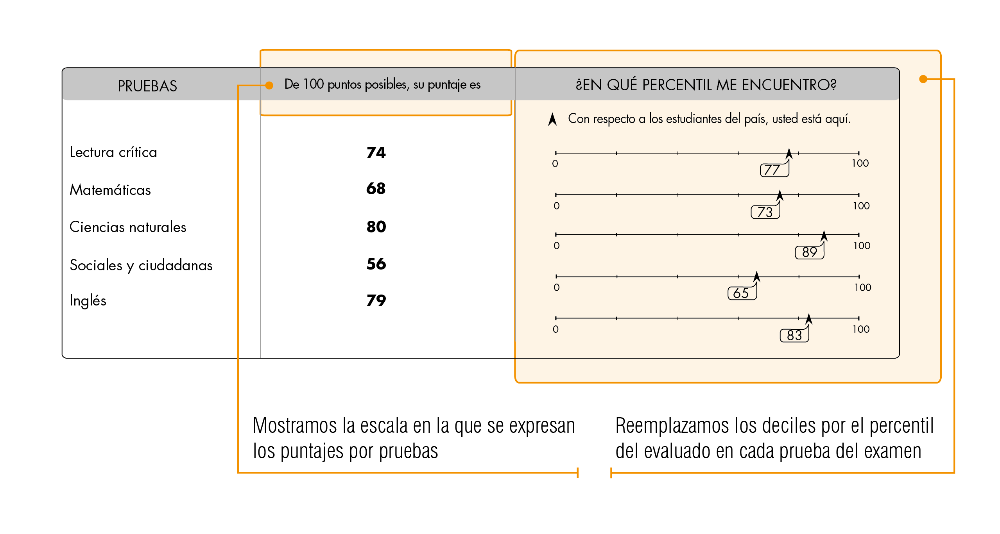 PRUEBAS
De 100 puntos posibles, su puntaje es
¿EN QUÉ PERCENTIL ME ENCUENTRO?
Con respecto a los estudiantes del país, usted está aquí.
Lectura crítica
74
0
100
77
Matemáticas
68
0
100
73
Ciencias naturales
80
0
100
89
Sociales y ciudadanas
56
0
100
65
Inglés
79
0
100
83
Mostramos la escala en la que se expresan
los puntajes por pruebas
Reemplazamos los deciles por el percentil
del evaluado en cada prueba del examen